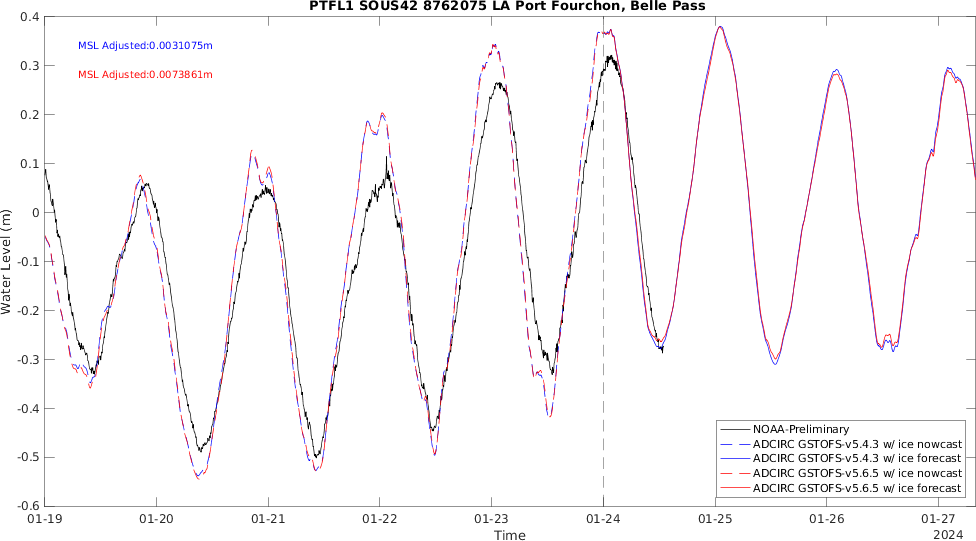 PTFL1 SOUS42 8762075 LA Port Fourchon, Belle Pass
MSL Adjusted:0.0031075m
MSL Adjusted:0.0073861m
0.4
0.3
0.2
0.1
0
-0.1
-0.2
-0.3
-0.4
-0.5
-0.6
Water Level (m)
NOAA-Preliminary
ADCIRC GSTOFS-v5.4.3 w/ ice nowcast
ADCIRC GSTOFS-v5.4.3 w/ ice forecast
ADCIRC GSTOFS-v5.6.5 w/ ice nowcast
ADCIRC GSTOFS-v5.6.5 w/ ice forecast
01-19 01-20 01-21 01-22 01-23 01-24 01-25 01-26 01-27
Time
2024